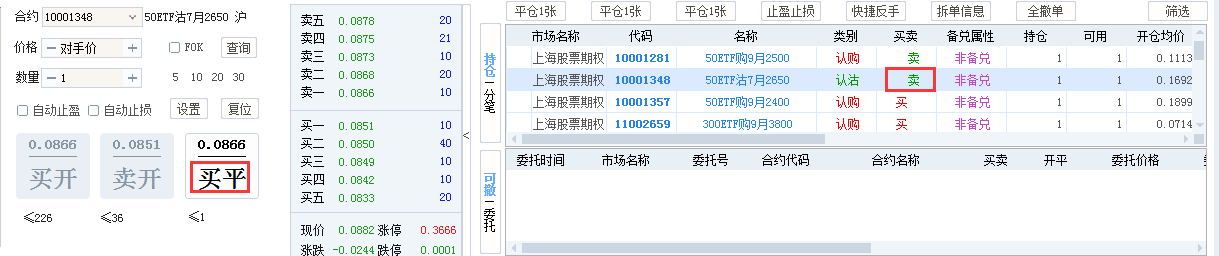 合约 10001348 50ETF沽7月2650 沪
价格 − 对手价 + FOK 查询
数量 − 1 + 5 10 20 30
自动止盈 自动止损 设置 复位
0.0866 0.0851 0.0866
买开 卖开 买平
≤226 ≤36 ≤1
卖五 0.0878 20
卖四 0.0875 21
卖三 0.0873 10
卖二 0.0868 20
卖一 0.0866 10
买一 0.0851 10
买二 0.0850 40
买三 0.0849 10
买四 0.0842 10
买五 0.0833 20
现价 0.0882 涨停 0.3666
涨跌 -0.0244 跌停 0.0001
<
持仓 分笔
可撤 委托
平仓1张 平仓1张 平仓1张 止盈止损 快捷反手 拆单信息 全撤单 筛选
市场名称 代码 名称 类别 买卖 备兑属性 持仓 可用 开仓均价
上海股票期权 10001281 50ETF购9月2500 认购 卖 非备兑 1 1 0.1113
上海股票期权 10001348 50ETF沽7月2650 认沽 卖 非备兑 1 1 0.1692
上海股票期权 10001357 50ETF购9月2400 认购 买 非备兑 1 1 0.1899
上海股票期权 11002659 300ETF购9月3800 认购 买 非备兑 1 1 0.0714
委托时间 市场名称 委托号 合约代码 合约名称 买卖 开平 委托价格